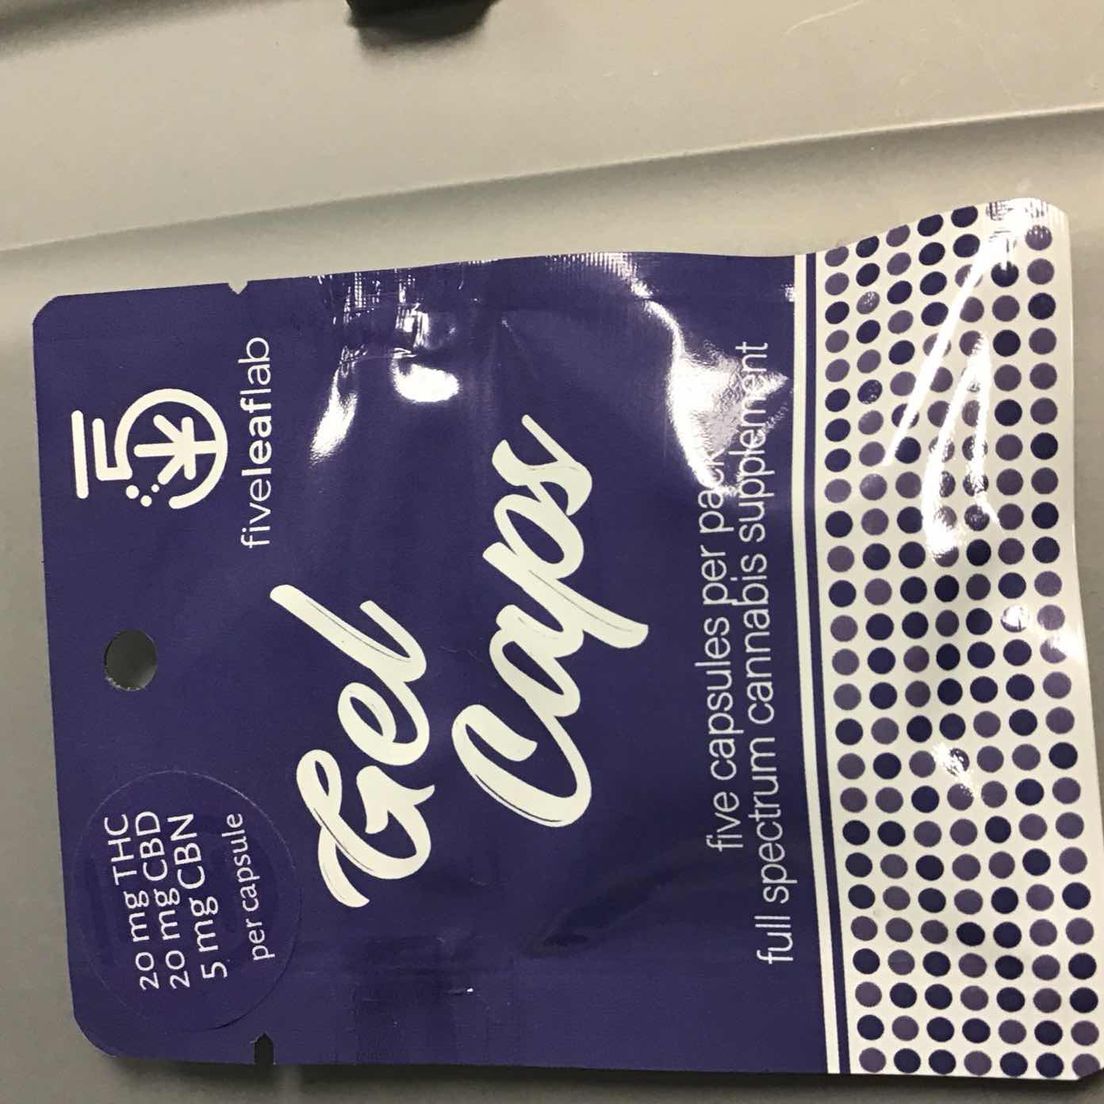 20 mg THC
20 mg CBD
5 mg CBN
per capsule
5
fiveleaflab
Gel
Caps
five capsules per pack
full spectrum cannabis supplement